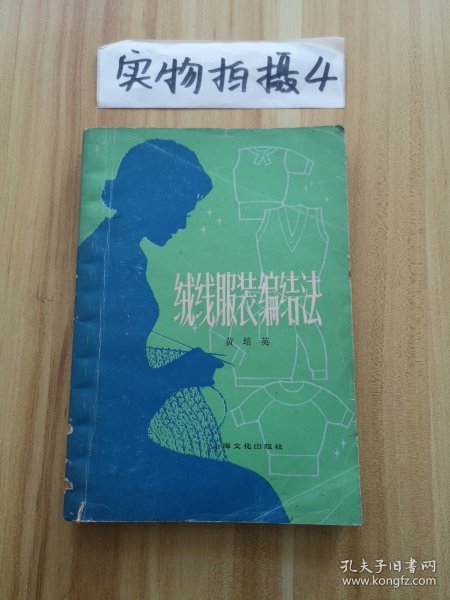 实物拍摄4
绒线服装编结法
黄培英
上海文化出版社
孔夫子旧书网
www.kongfz.com